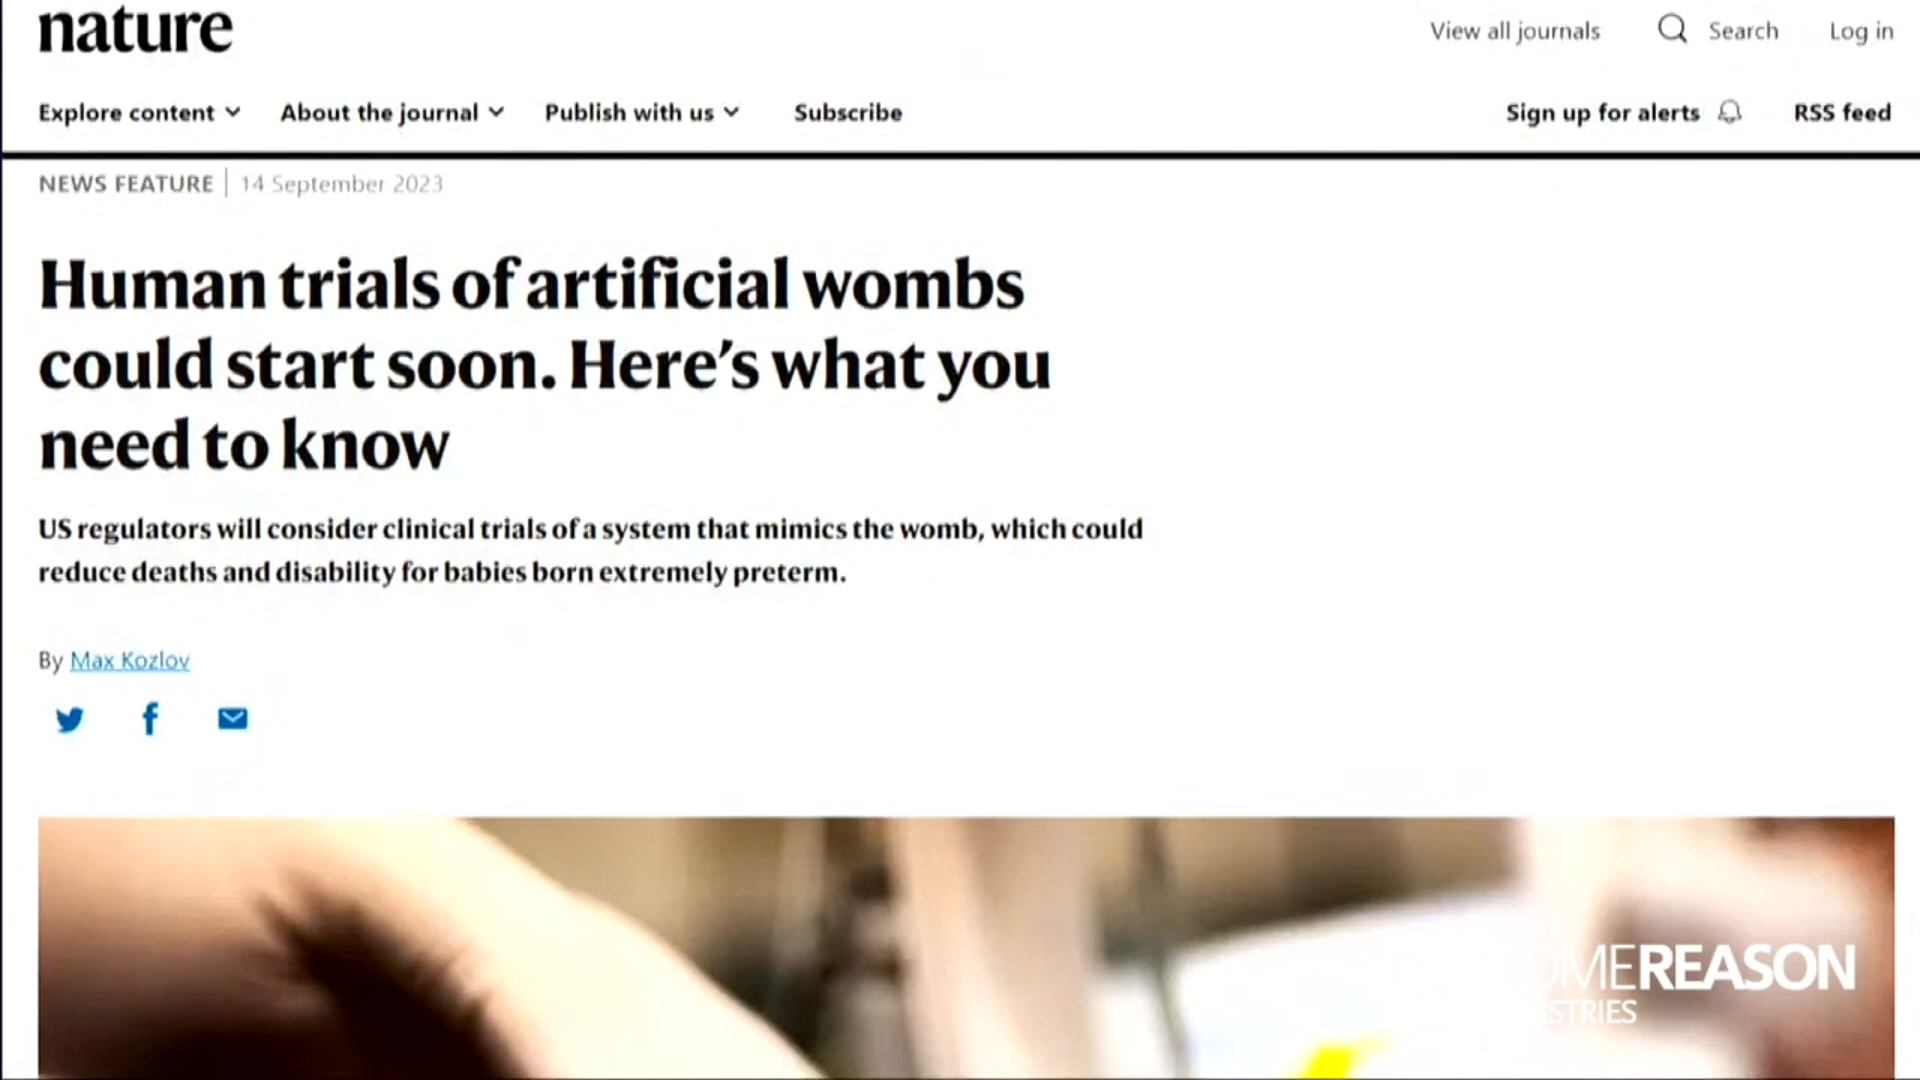 nature
View all journals
Search
Log in
Explore content
About the journal
Publish with us
Subscribe
Sign up for alerts
RSS feed
NEWS FEATURE
14 September 2023
Human trials of artificial wombs
could start soon. Here’s what you
need to know
US regulators will consider clinical trials of a system that mimics the womb, which could
reduce deaths and disability for babies born extremely preterm.
By Max Kozlov
REASON